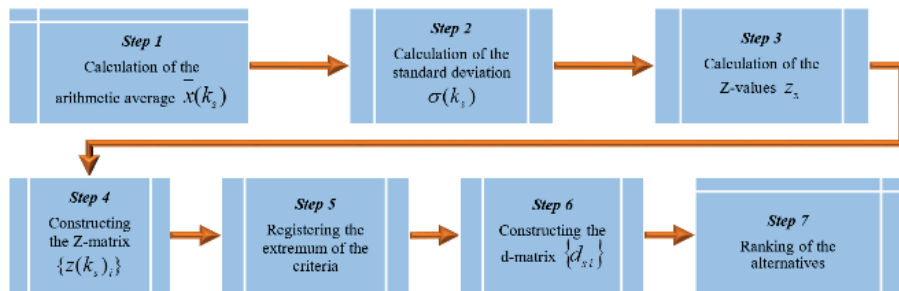 Step 1
Calculation of the
arithmetic average x̄(k_s)
Step 2
Calculation of the
standard deviation
σ(k_s)
Step 3
Calculation of the
Z-values z_x
Step 4
Constructing
the Z-matrix
{z(k_s)_i}
Step 5
Registering the
extremum of the
criteria
Step 6
Constructing the
d-matrix {d_si}
Step 7
Ranking of the
alternatives